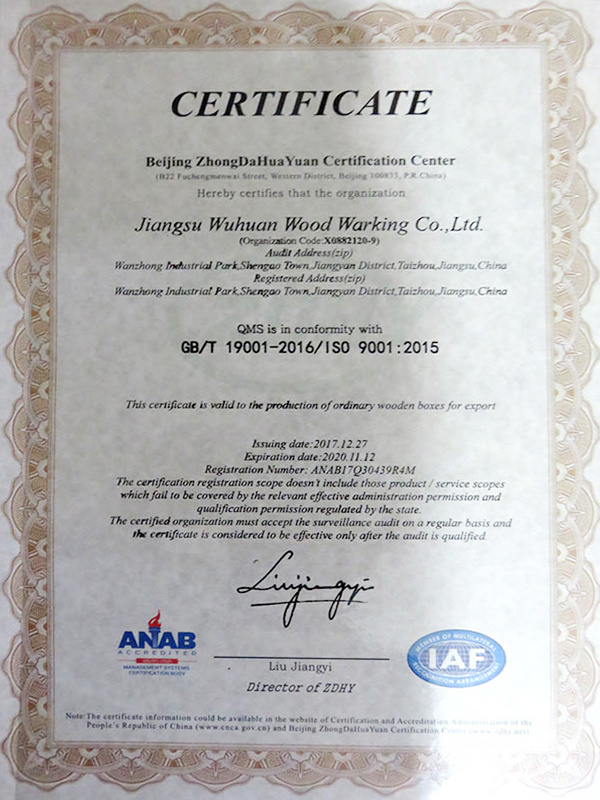 CERTIFICATE
Beijing ZhongDaHuaYuan Certification Center
(B22 Fuchengmenwai Street, Western District, Beijing 100833, P.R.China)
Hereby certifies that the organization
Jiangsu Wuhuan Wood Warking Co.,Ltd.
(Organization Code:X0882120-9)
Audit Address(zip)
Wanzhong Industrial Park,Shengao Town,Jiangyan District,Taizhou,Jiangsu,China
Registered Address(zip)
Wanzhong Industrial Park,Shengao Town,Jiangyan District,Taizhou,Jiangsu,China
QMS is in conformity with
GB/T 19001-2016/ISO 9001:2015
This certificate is valid to the production of ordinary wooden boxes for export
Issuing date:2017.12.27
Expiration date:2020.11.12
Registration Number: ANAB17Q30439R4M
The certification registration scope doesn't include those product / service scopes
which fail to be covered by the relevant effective administration permission and
qualification permission regulated by the state.
The certified organization must accept the surveillance audit on a regular basis and
the certificate is considered to be effective only after the audit is qualified.
ANAB
ACCREDITED
MANAGEMENT SYSTEMS
CERTIFICATION BODY
Liu Jiangyi
Director of ZDHY
MEMBER OF MULTILATERAL
IAF
RECOGNITION ARRANGEMENT
Note:The certificate information could be available in the website of Certification and Accreditation Administration of the
People's Republic of China (www.cnca.gov.cn) and Beijing ZhongDaHuaYuan Certification Center